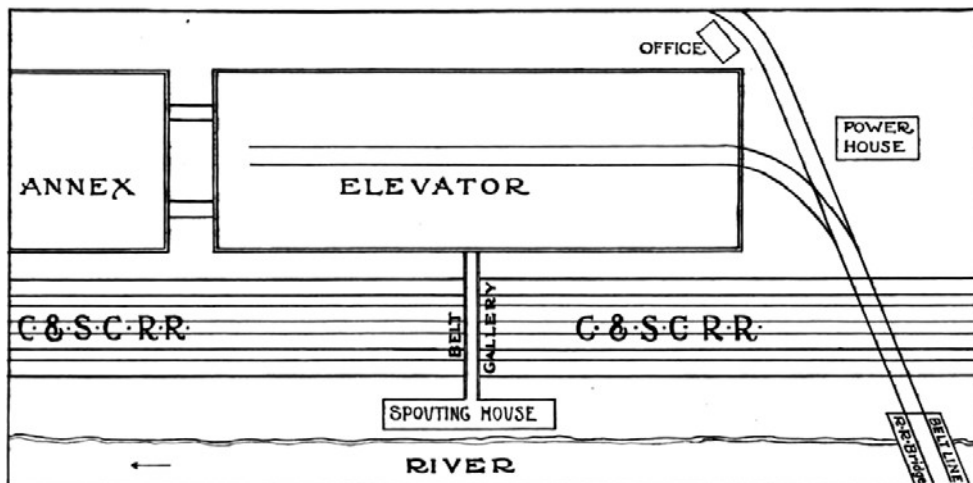 OFFICE
POWER
HOUSE
ANNEX
ELEVATOR
C·&·S·C·R·R·
BELT
GALLERY
C·&·S·C·R·R·
SPOUTING HOUSE
RIVER
R·R·Bridge
BELT LINE